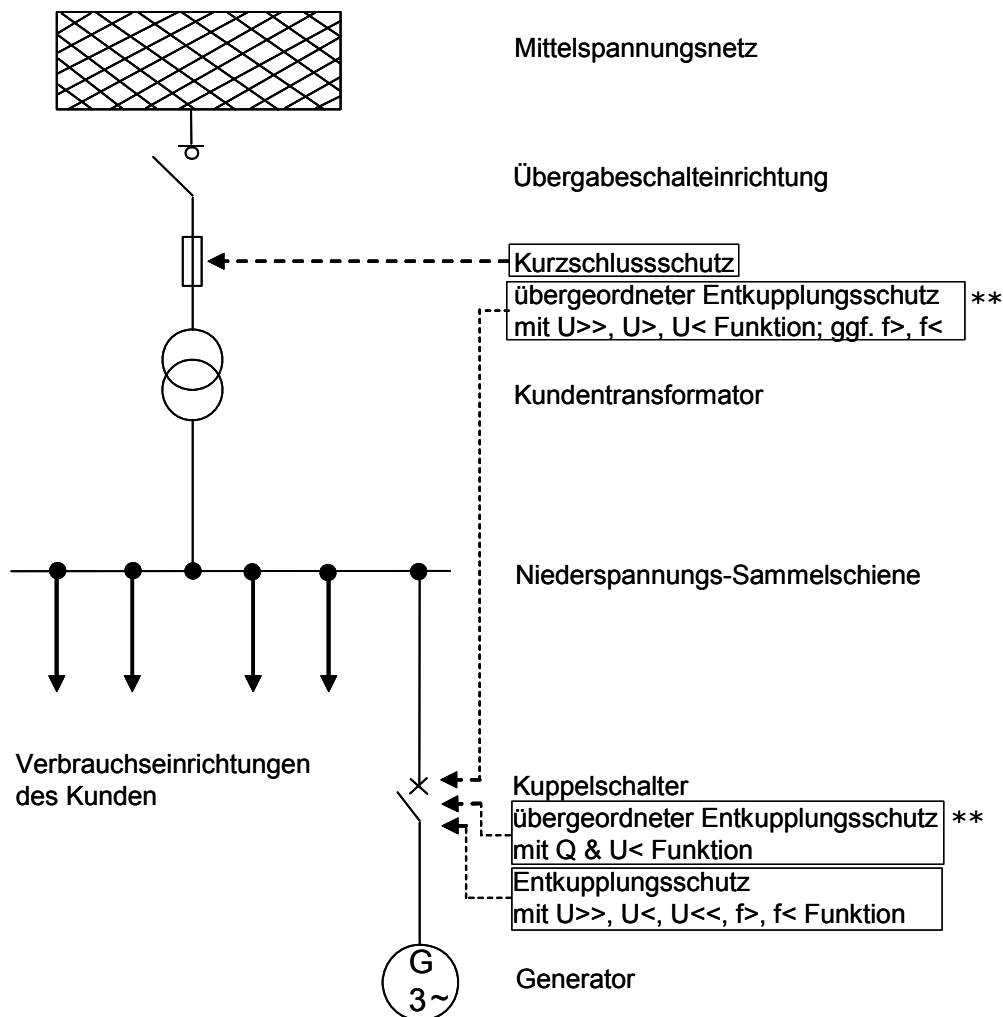 Mittelspannungsnetz
Übergabeschalteinrichtung
Kurzschlussschutz
übergeordneter Entkupplungsschutz **
mit U>>, U>, U< Funktion; ggf. f>, f<
Kundentransformator
Niederspannungs-Sammelschiene
Verbrauchseinrichtungen
des Kunden
Kuppelschalter
übergeordneter Entkupplungsschutz **
mit Q & U< Funktion
Entkupplungsschutz
mit U>>, U<, U<<, f>, f< Funktion
G
3~
Generator